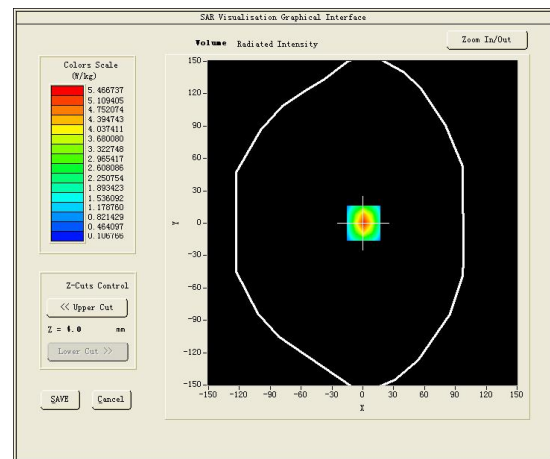 SAR Visualisation Graphical Interface
Volume Radiated Intensity
Zoom In/Out
Colors Scale
(W/kg)
5.466737
5.109405
4.752074
4.394743
4.037411
3.680080
3.322748
2.965417
2.608086
2.250754
1.893423
1.536092
1.178760
0.821429
0.464097
0.106766
Z-Cuts Control
<< Upper Cut
Z = 4.0 mm
Lower Cut >>
SAVE Cancel
150
120
90
60
30
0
-30
-60
-90
-120
-150
Y
-150 -120 -90 -60 -30 0 30 60 90 120 150
X